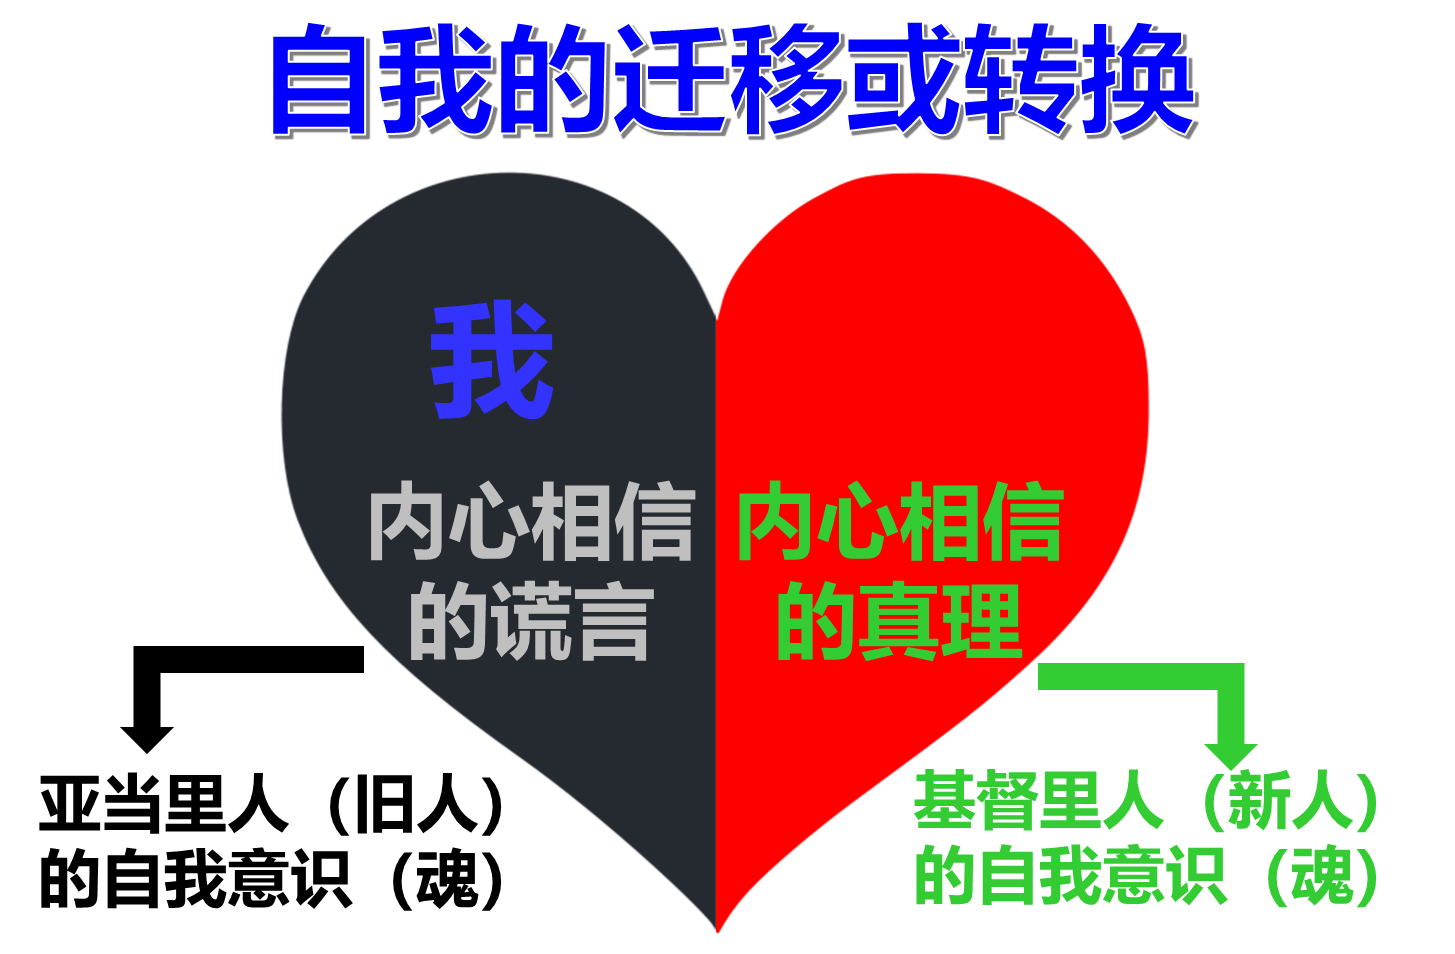 自我的迁移或转换
我
内心相信
的谎言
内心相信
的真理
亚当里人（旧人）
的自我意识（魂）
基督里人（新人）
的自我意识（魂）